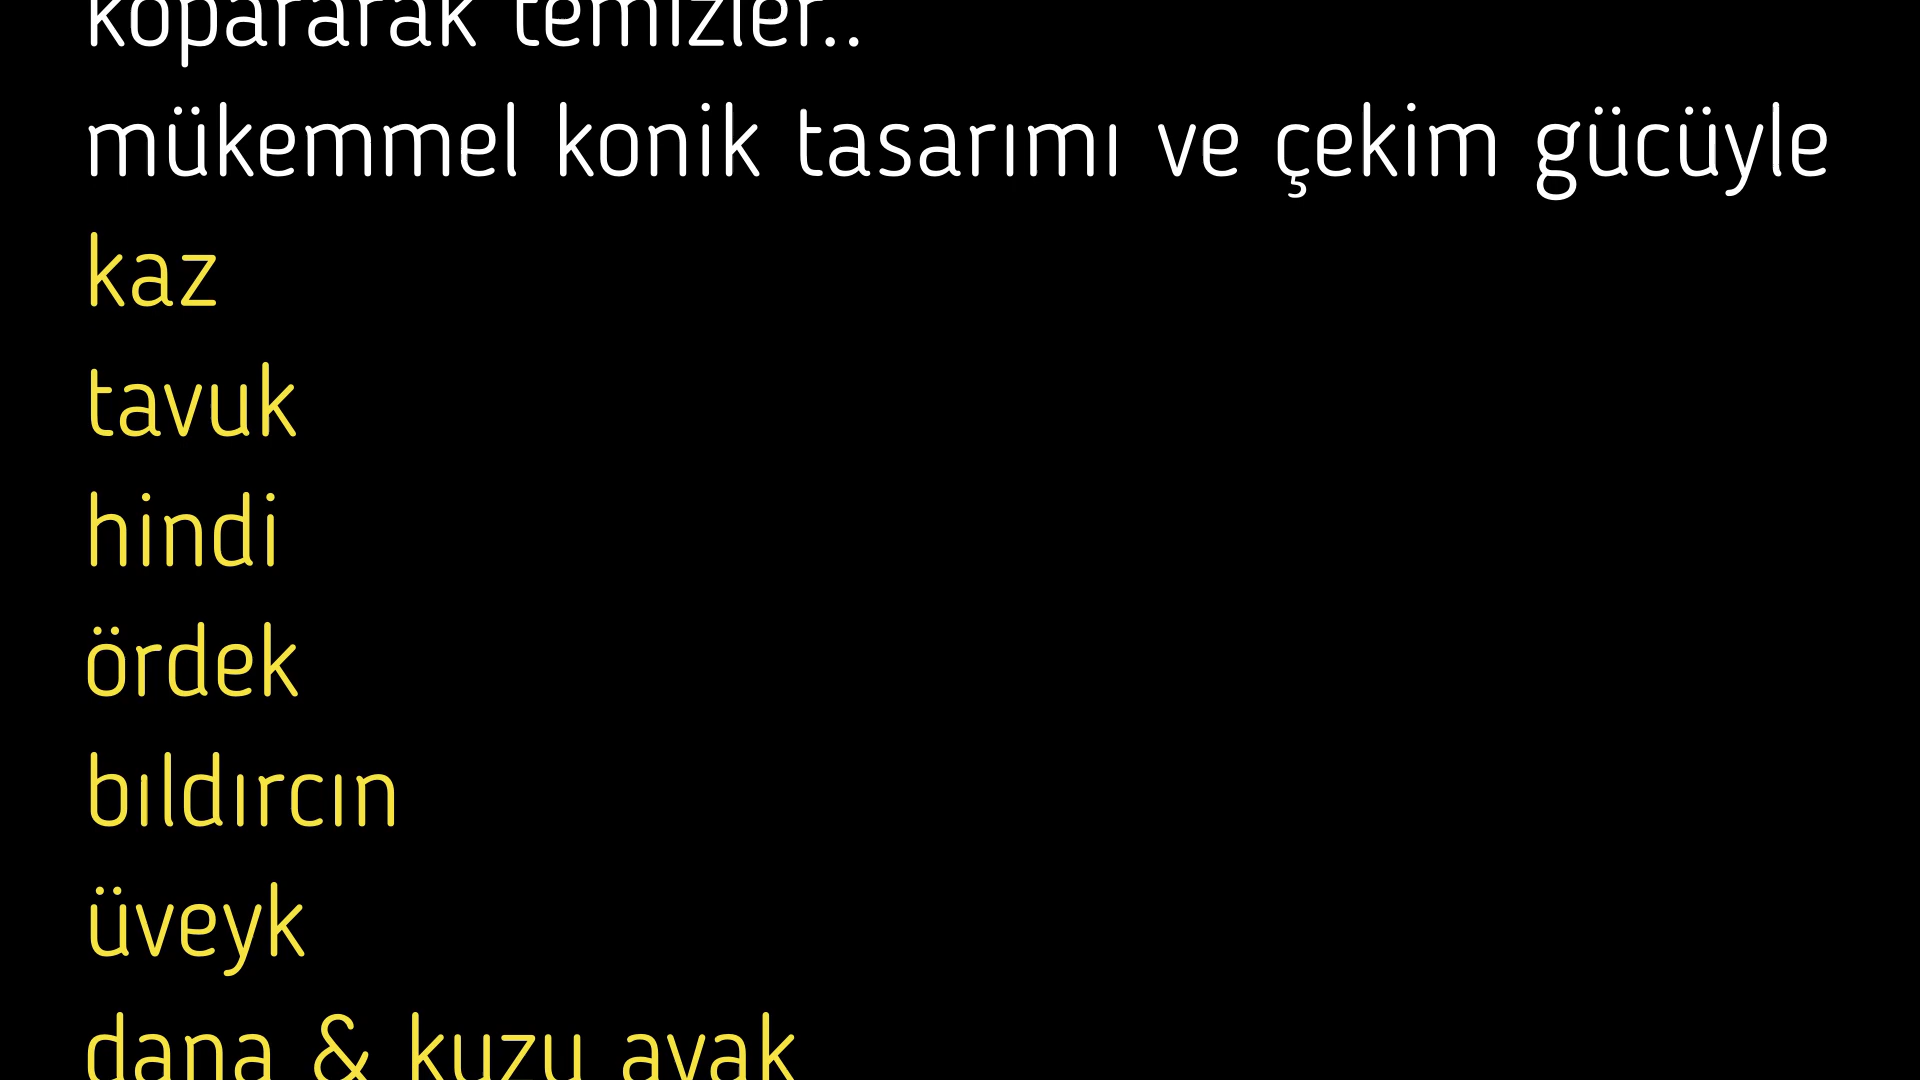 kopararak temizler..
mükemmel konik tasarımı ve çekim gücüyle
kaz
tavuk
hindi
ördek
bıldırcın
üveyk
dana & kuzu ayak